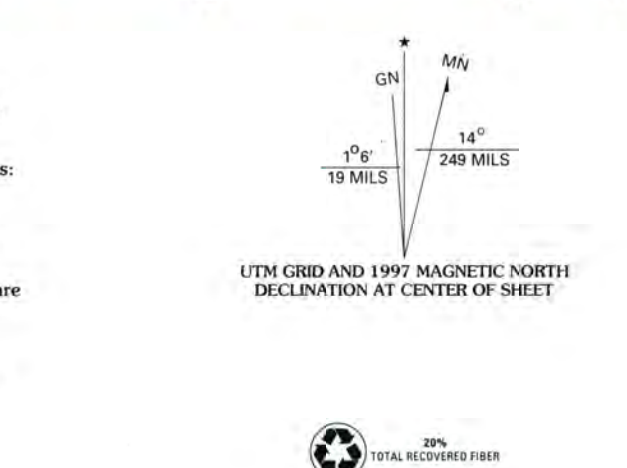 ★
GN
MN
1°6'
19 MILS
14°
249 MILS
s:
UTM GRID AND 1997 MAGNETIC NORTH
DECLINATION AT CENTER OF SHEET
are
20%
TOTAL RECOVERED FIBER